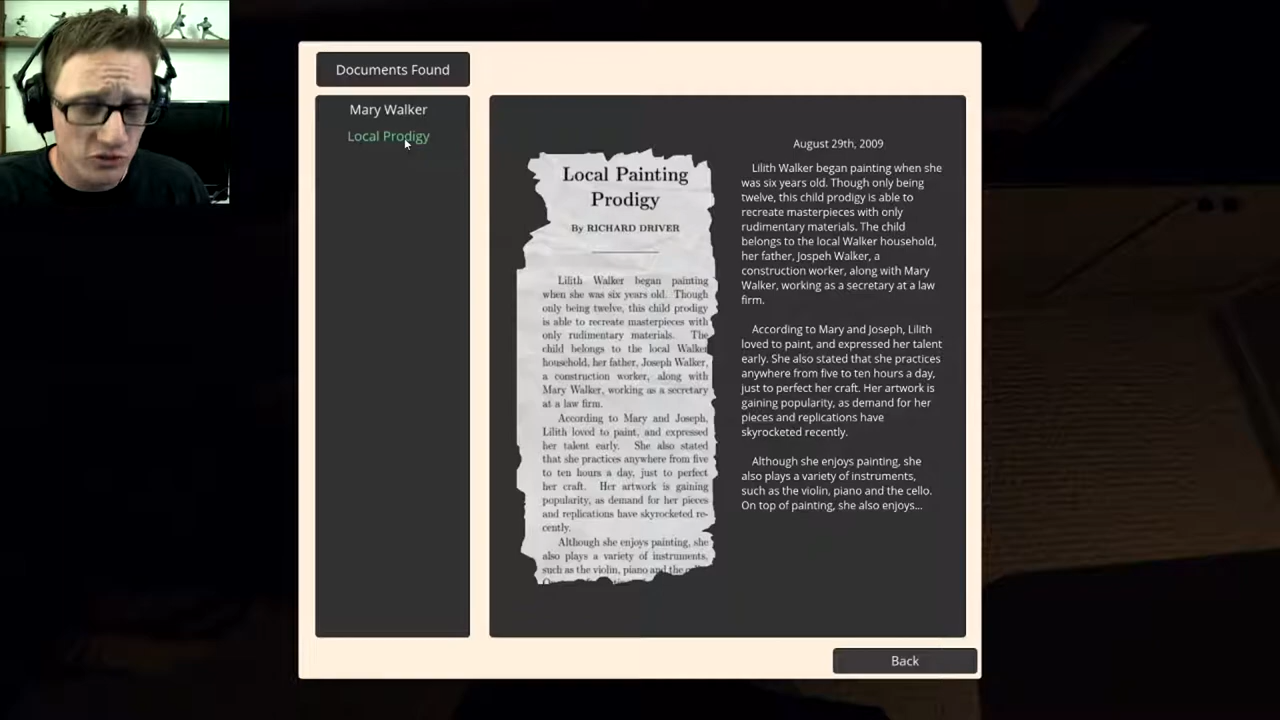 Documents Found
Mary Walker
Local Prodigy
Local Painting
Prodigy
By RICHARD DRIVER
Lilith Walker began painting
when she was six years old. Though
only being twelve, this child prodigy
is able to recreate masterpieces with
only rudimentary materials. The
child belongs to the local Walker
household, her father, Joseph Walker,
a construction worker, along with
Mary Walker, working as a secretary
at a law firm.
According to Mary and Joseph,
Lilith loved to paint, and expressed
her talent early. She also stated
that she practices anywhere from five
to ten hours a day, just to perfect
her craft. Her artwork is gaining
popularity, as demand for her pieces
and replications have skyrocketed re-
cently.
Although she enjoys painting, she
also plays a variety of instruments,
such as the violin, piano and the
August 29th, 2009
Lilith Walker began painting when she
was six years old. Though only being
twelve, this child prodigy is able to
recreate masterpieces with only
rudimentary materials. The child
belongs to the local Walker household,
her father, Jospeh Walker, a
construction worker, along with Mary
Walker, working as a secretary at a law
firm.
According to Mary and Joseph, Lilith
loved to paint, and expressed her talent
early. She also stated that she practices
anywhere from five to ten hours a day,
just to perfect her craft. Her artwork is
gaining popularity, as demand for her
pieces and replications have
skyrocketed recently.
Although she enjoys painting, she
also plays a variety of instruments,
such as the violin, piano and the cello.
On top of painting, she also enjoys...
Back